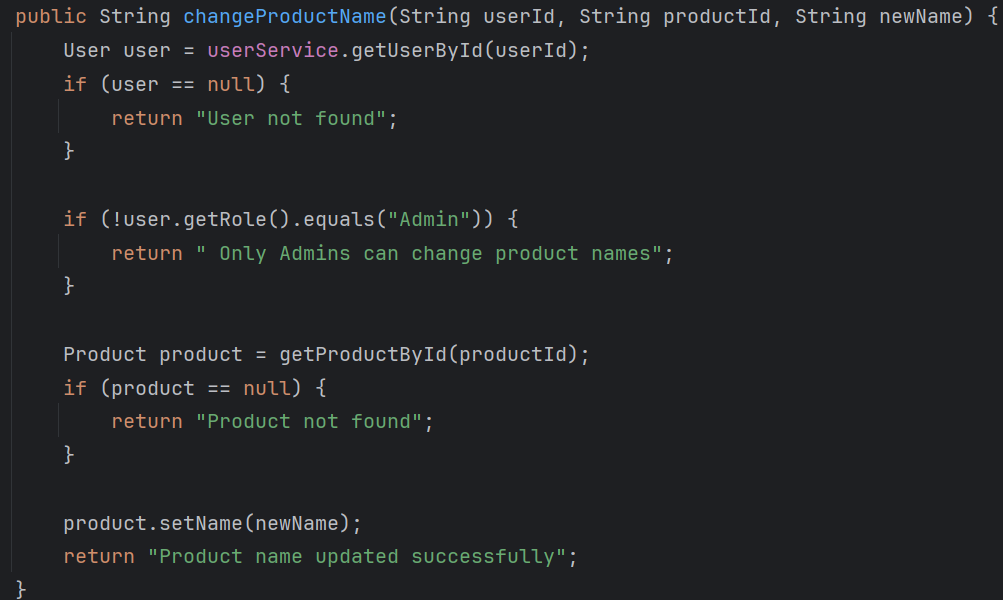 public String changeProductName(String userId, String productId, String newName) {
    User user = userService.getUserById(userId);
    if (user == null) {
        return "User not found";
    }

    if (!user.getRole().equals("Admin")) {
        return " Only Admins can change product names";
    }

    Product product = getProductById(productId);
    if (product == null) {
        return "Product not found";
    }

    product.setName(newName);
    return "Product name updated successfully";
}